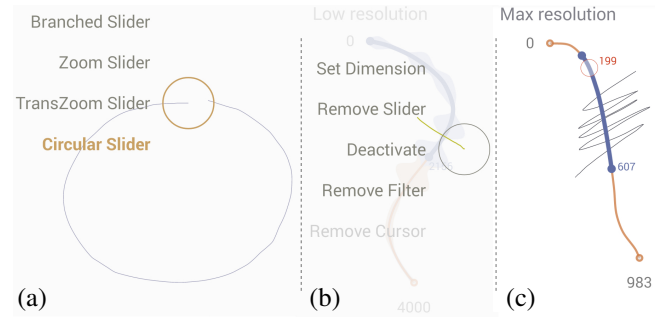 Branched Slider
Zoom Slider
TransZoom Slider
Circular Slider
(a)
Low resolution
0
Set Dimension
Remove Slider
Deactivate
Remove Filter
Remove Cursor
4000
(b)
Max resolution
0
199
607
983
(c)